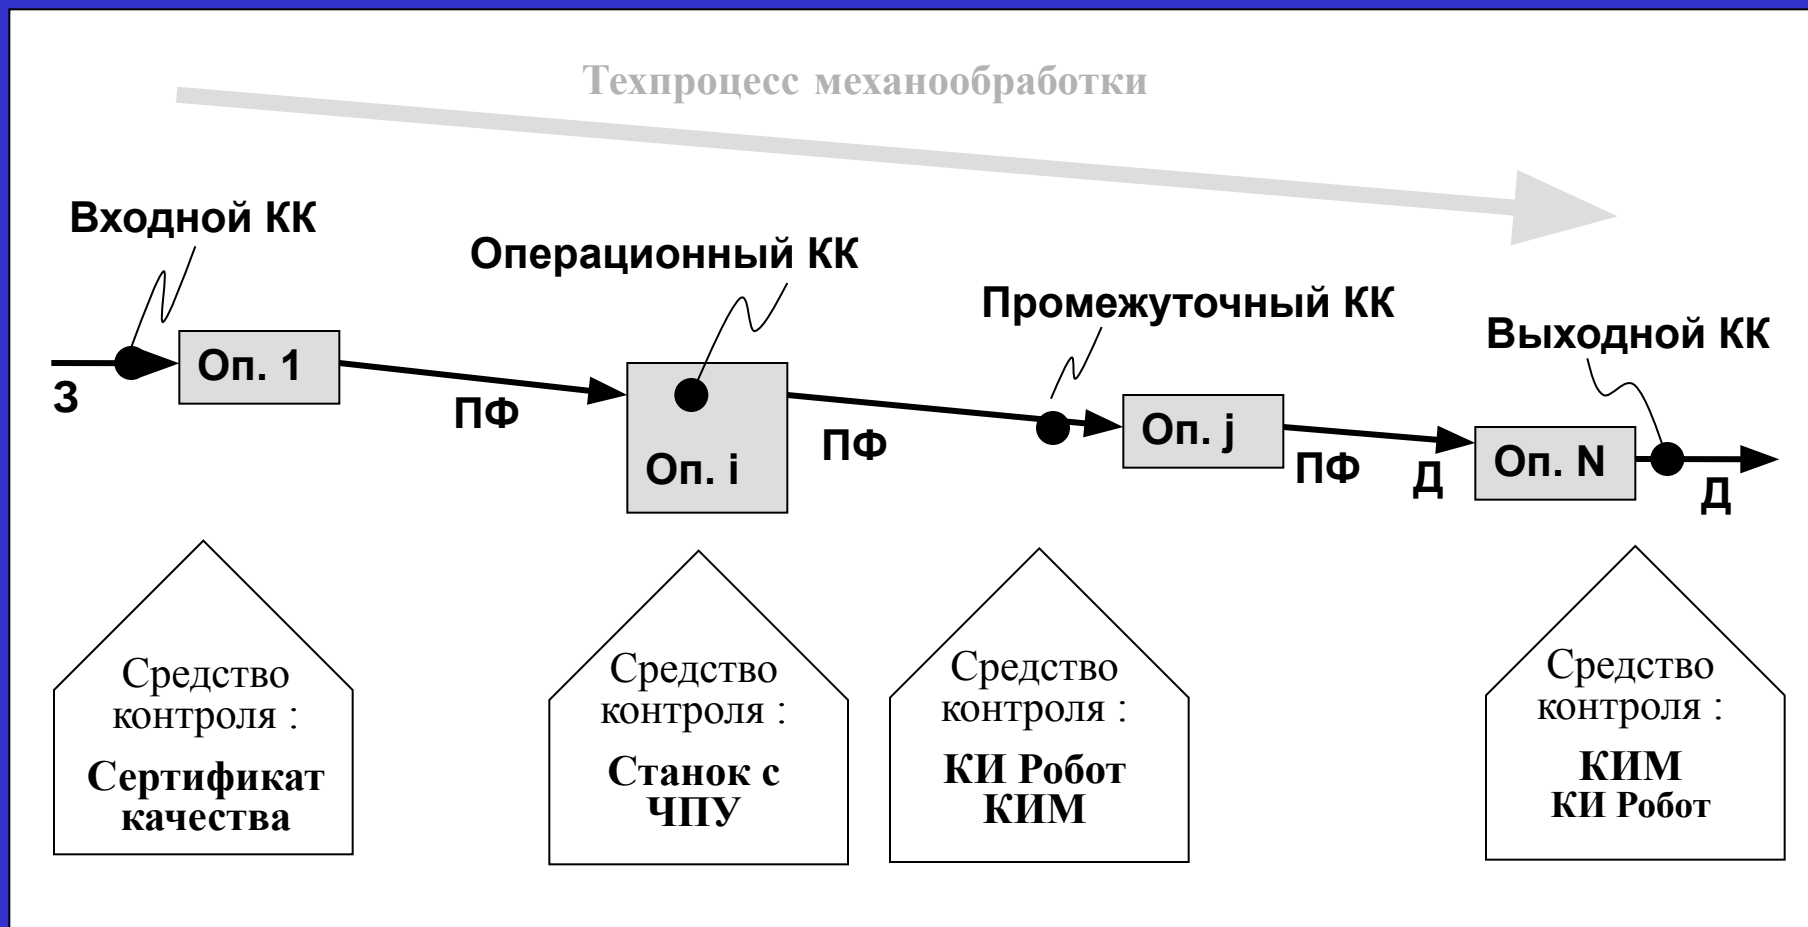 Техпроцесс механообработки
Входной КК
Операционный КК
Промежуточный КК
Выходной КК
З
Оп. 1
ПФ
Оп. i
ПФ
Оп. j
ПФ
Д
Оп. N
Д
Средство
контроля :
Сертификат
качества
Средство
контроля :
Станок с
ЧПУ
Средство
контроля :
КИ Робот
КИМ
Средство
контроля :
КИМ
КИ Робот